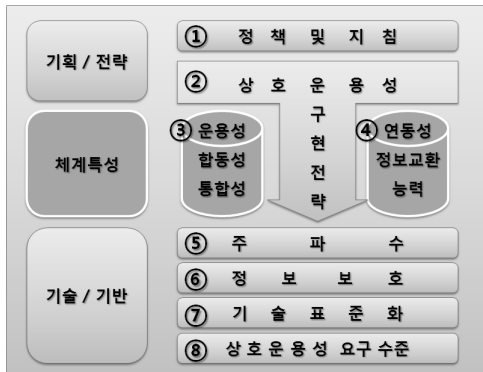 기획 / 전략
① 정 책 및 지 침
② 상 호 운 용 성
구
현
전
략
체계특성
③ 운용성
합동성
통합성
④ 연동성
정보교환
능력
기술 / 기반
⑤ 주 파 수
⑥ 정 보 보 호
⑦ 기 술 표 준 화
⑧ 상 호 운 용 성 요구 수준